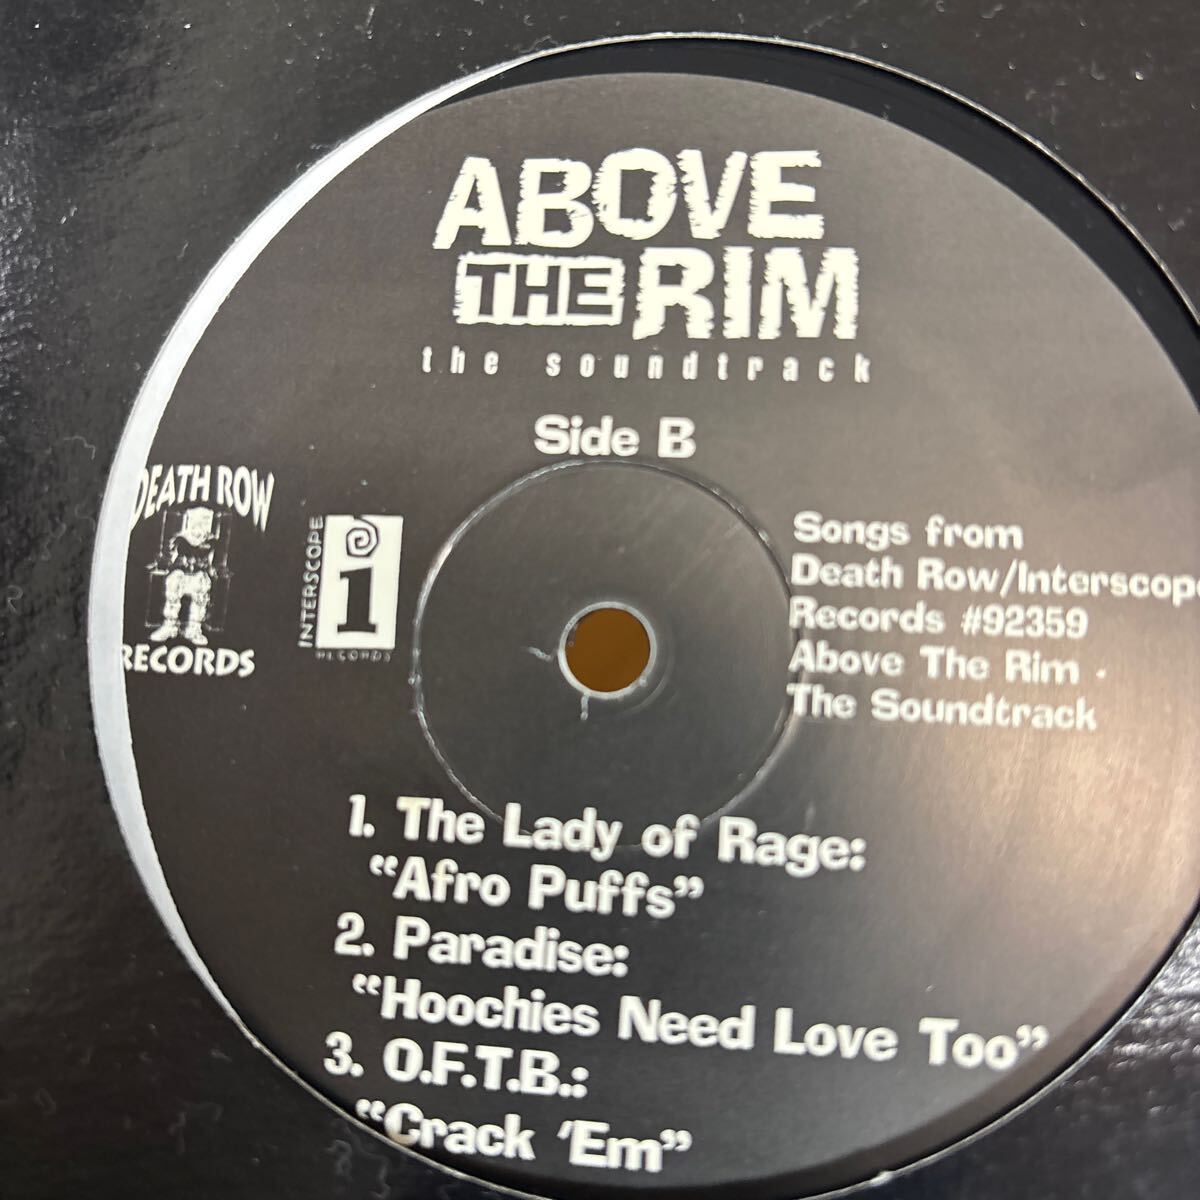 ABOVE
THE RIM
the soundtrack
Side B
DEATH ROW
RECORDS
INTERSCOPE
i
RECORDS
Songs from
Death Row/Interscope
Records #92359
Above The Rim -
The Soundtrack
1. The Lady of Rage:
"Afro Puffs"
2. Paradise:
"Hoochies Need Love Too"
3. O.F.T.B.:
"Crack 'Em"